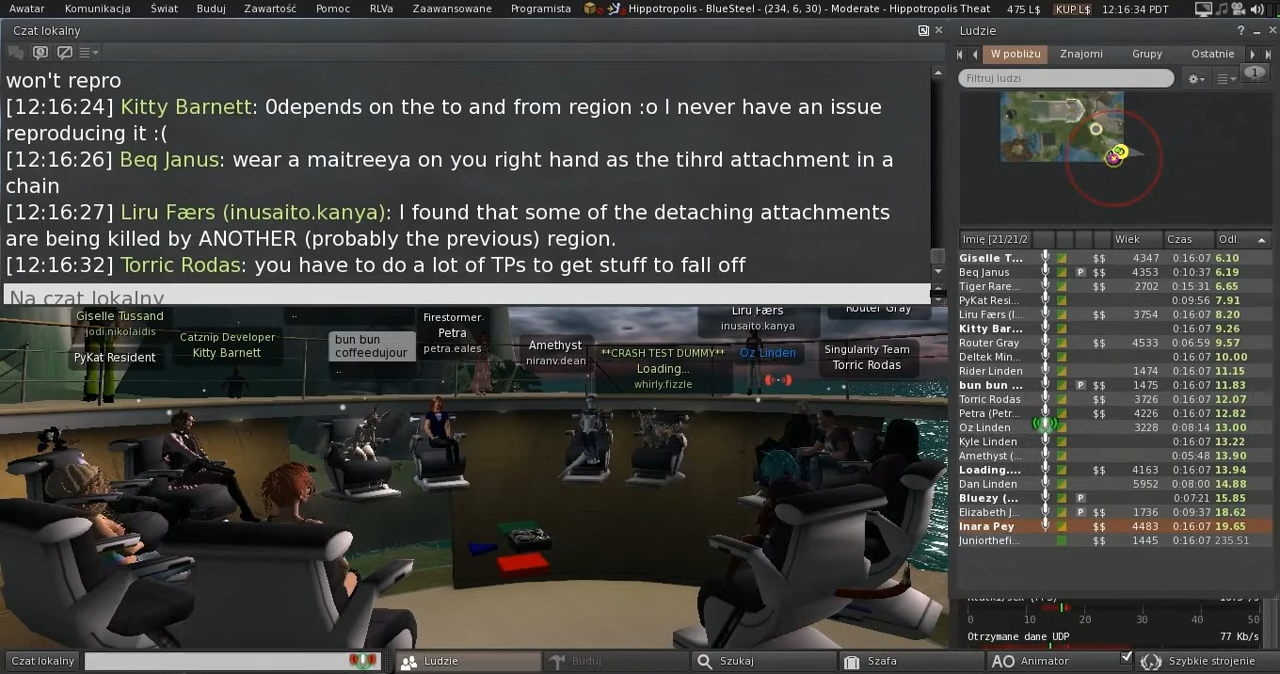 Awatar Komunikacja Świat Buduj Zawartość Pomoc RLVa Zaawansowane Programista Hippotropolis - BlueSteel - (234, 6, 30) - Moderate - Hippotropolis Theat 475 L$ KUP L$ 12:16:34 PDT
Czat lokalny
won't repro
[12:16:24] Kitty Barnett: 0depends on the to and from region :o I never have an issue
reproducing it :(
[12:16:26] Beq Janus: wear a maitreeya on you right hand as the tihrd attachment in a
chain
[12:16:27] Liru Færs (inusaito.kanya): I found that some of the detaching attachments
are being killed by ANOTHER (probably the previous) region.
[12:16:32] Torric Rodas: you have to do a lot of TPs to get stuff to fall off
Na czat lokalny
Giselle Tussand
jodi.nikolaidis
PyKat Resident
Catznip Developer
Kitty Barnett
..
bun bun
coffeedujour
..
Firestorm
Petra
petra.eales
Amethyst
niranv.dean
**CRASH TEST DUMMY**
Loading...
whirly.fizzle
Liru Færs
inusaito.kanya
Oz Linden
Router Gray
Singularity Team
Torric Rodas
Ludzie
W pobliżu Znajomi Grupy Ostatnie
1
Filtruj ludzi
Imię [21/21/2 Wiek Czas Odl.
Giselle T... $$ 4347 0:16:07 6.10
Beq Janus P $$ 4353 0:10:37 6.19
Tiger Rare... $$ 2702 0:15:31 6.65
PyKat Resi... 0:09:56 7.91
Liru Færs (I... $$ 3754 0:16:07 8.20
Kitty Bar... 0:16:07 9.26
Router Gray $$ 4533 0:06:59 9.57
Deltek Min... 0:16:07 10.00
Rider Linden 1474 0:16:07 11.15
bun bun ... P $$ 1475 0:16:07 11.83
Torric Rodas $$ 3726 0:16:07 12.07
Petra (Petr... $$ 4226 0:16:07 12.82
Oz Linden 3228 0:08:14 13.00
Kyle Linden 0:16:07 13.22
Amethyst (... 0:05:48 13.90
Loading.... $$ 4163 0:16:07 13.94
Dan Linden 5952 0:08:00 14.88
Bluezy (... P 0:07:21 15.85
Elizabeth J... P $$ 1736 0:09:37 18.62
Inara Pey $$ 4483 0:16:07 19.65
Juniorthefi... $$ 1445 0:16:07 235.51
0 10 20 30 40 50
Otrzymane dane UDP 77 Kb/s
Czat lokalny Ludzie Buduj Szukaj Szafa AO Animator Szybkie strojenie